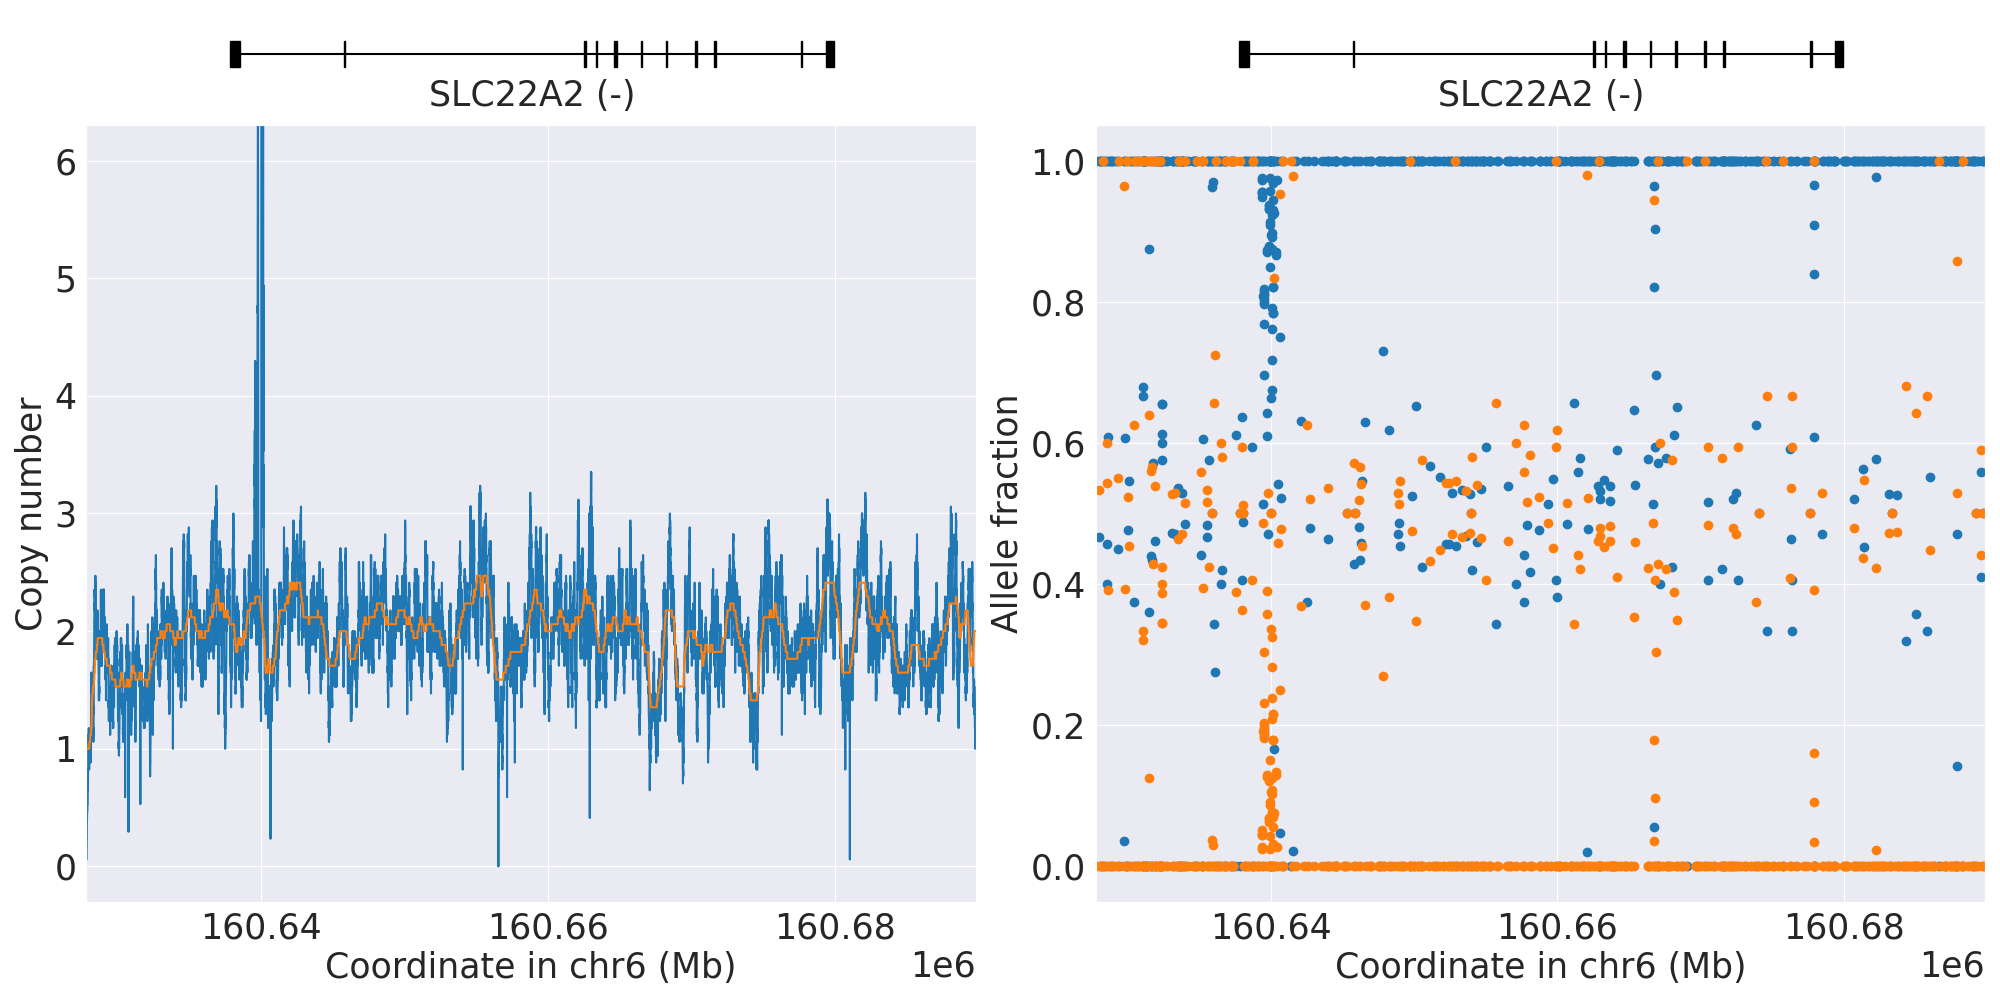 SLC22A2 (-)
6
5
4
3
2
1
0
Copy number
160.64
160.66
160.68
Coordinate in chr6 (Mb)
1e6
SLC22A2 (-)
1.0
0.8
0.6
0.4
0.2
0.0
Allele fraction
160.64
160.66
160.68
Coordinate in chr6 (Mb)
1e6